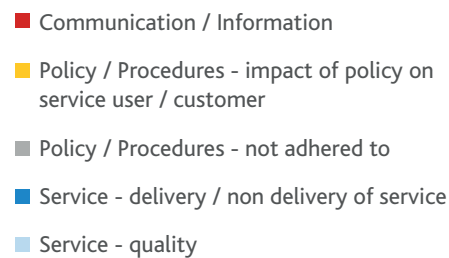 Communication / Information
Policy / Procedures - impact of policy on
service user / customer
Policy / Procedures - not adhered to
Service - delivery / non delivery of service
Service - quality